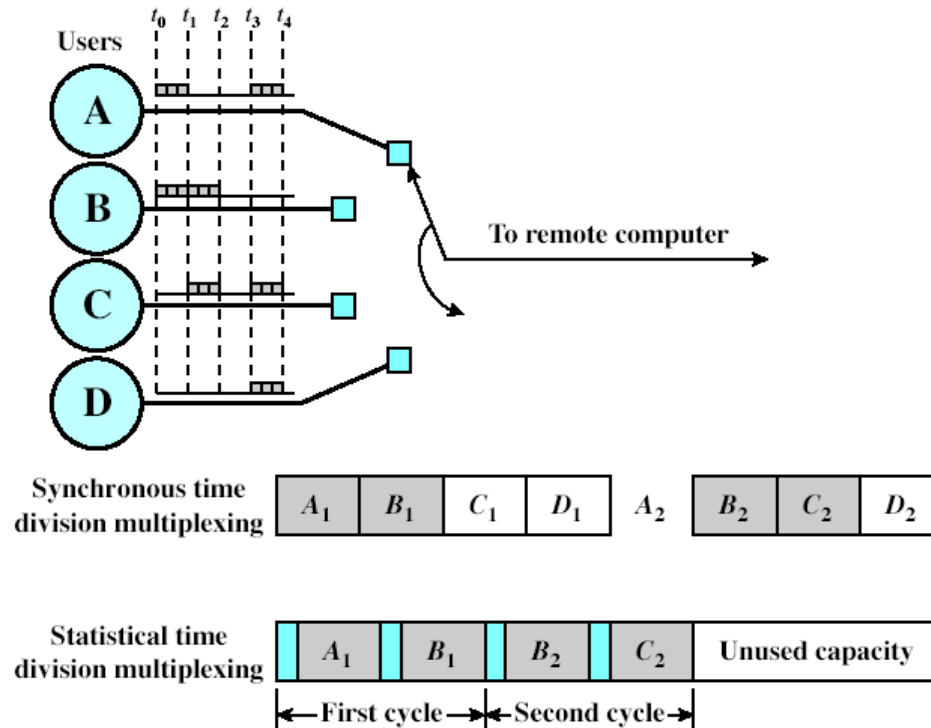 t0 t1 t2 t3 t4
Users
A
B
To remote computer
C
D
Synchronous time
division multiplexing
A1 B1 C1 D1 A2 B2 C2 D2
Statistical time
division multiplexing
A1 B1 B2 C2 Unused capacity
First cycle Second cycle